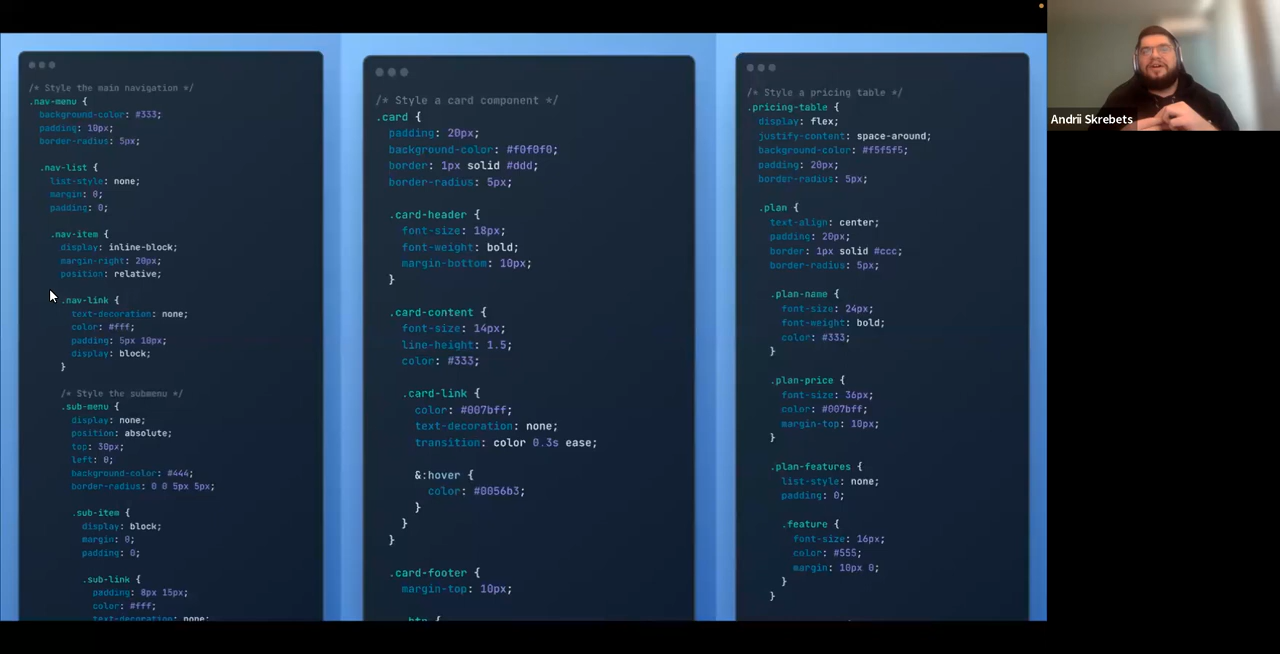 /* Style the main navigation */
.nav-menu {
background-color: #333;
padding: 10px;
border-radius: 5px;
.nav-list {
list-style: none;
margin: 0;
padding: 0;
.nav-item {
display: inline-block;
margin-right: 20px;
position: relative;
.nav-link {
text-decoration: none;
color: #fff;
padding: 5px 10px;
display: block;
}
/* Style the submenu */
.sub-menu {
display: none;
position: absolute;
top: 30px;
left: 0;
background-color: #444;
border-radius: 0 0 5px 5px;
.sub-item {
display: block;
margin: 0;
padding: 0;
.sub-link {
padding: 8px 15px;
color: #fff;
text-decoration: none;
/* Style a card component */
.card {
padding: 20px;
background-color: #f0f0f0;
border: 1px solid #ddd;
border-radius: 5px;
.card-header {
font-size: 18px;
font-weight: bold;
margin-bottom: 10px;
}
.card-content {
font-size: 14px;
line-height: 1.5;
color: #333;
.card-link {
color: #007bff;
text-decoration: none;
transition: color 0.3s ease;
&:hover {
color: #0056b3;
}
}
}
.card-footer {
margin-top: 10px;
.btn {
/* Style a pricing table */
.pricing-table {
display: flex;
justify-content: space-around;
background-color: #f5f5f5;
padding: 20px;
border-radius: 5px;
.plan {
text-align: center;
padding: 20px;
border: 1px solid #ccc;
border-radius: 5px;
.plan-name {
font-size: 24px;
font-weight: bold;
color: #333;
}
.plan-price {
font-size: 36px;
color: #007bff;
margin-top: 10px;
}
.plan-features {
list-style: none;
padding: 0;
.feature {
font-size: 16px;
color: #555;
margin: 10px 0;
}
}
Andrii Skrebets